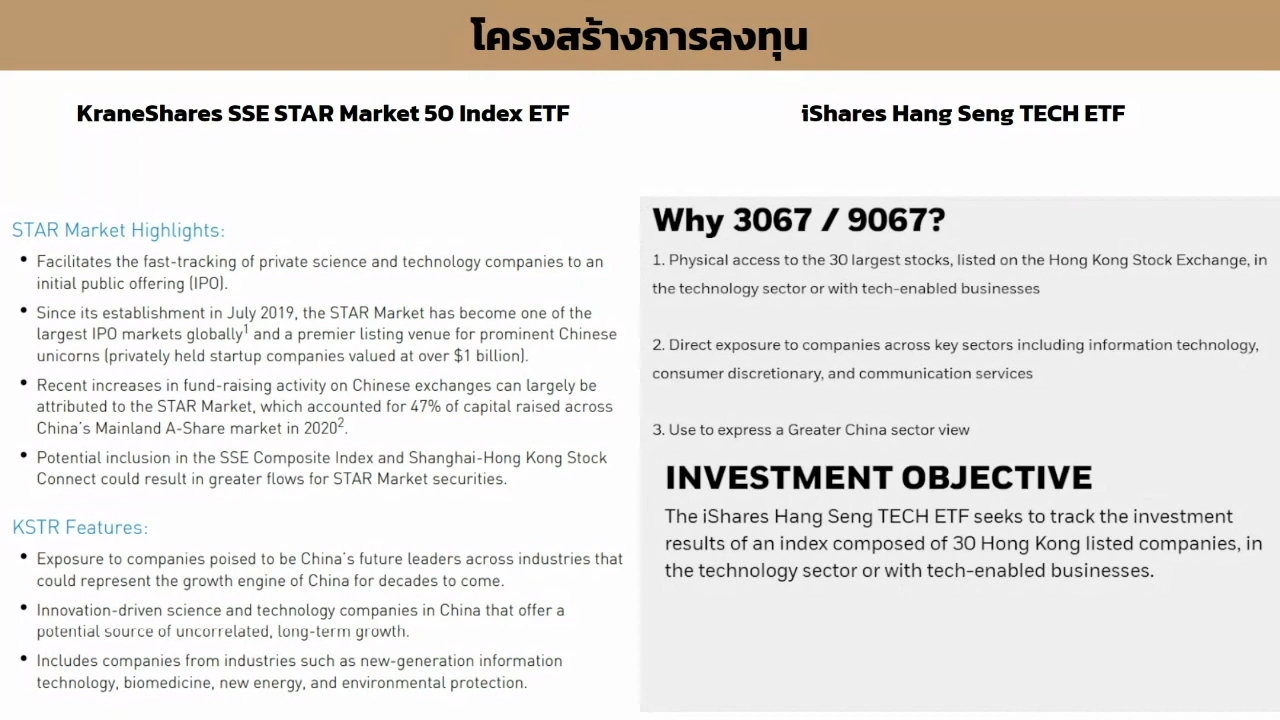 โครงสร้างการลงทุน
KraneShares SSE STAR Market 50 Index ETF
STAR Market Highlights:
• Facilitates the fast-tracking of private science and technology companies to an
initial public offering (IPO).
• Since its establishment in July 2019, the STAR Market has become one of the
largest IPO markets globally1 and a premier listing venue for prominent Chinese
unicorns (privately held startup companies valued at over $1 billion).
• Recent increases in fund-raising activity on Chinese exchanges can largely be
attributed to the STAR Market, which accounted for 47% of capital raised across
China's Mainland A-Share market in 20202.
• Potential inclusion in the SSE Composite Index and Shanghai-Hong Kong Stock
Connect could result in greater flows for STAR Market securities.
KSTR Features:
• Exposure to companies poised to be China's future leaders across industries that
could represent the growth engine of China for decades to come.
• Innovation-driven science and technology companies in China that offer a
potential source of uncorrelated, long-term growth.
• Includes companies from industries such as new-generation information
technology, biomedicine, new energy, and environmental protection.
iShares Hang Seng TECH ETF
Why 3067 / 9067?
1. Physical access to the 30 largest stocks, listed on the Hong Kong Stock Exchange, in
the technology sector or with tech-enabled businesses
2. Direct exposure to companies across key sectors including information technology,
consumer discretionary, and communication services
3. Use to express a Greater China sector view
INVESTMENT OBJECTIVE
The iShares Hang Seng TECH ETF seeks to track the investment
results of an index composed of 30 Hong Kong listed companies, in
the technology sector or with tech-enabled businesses.